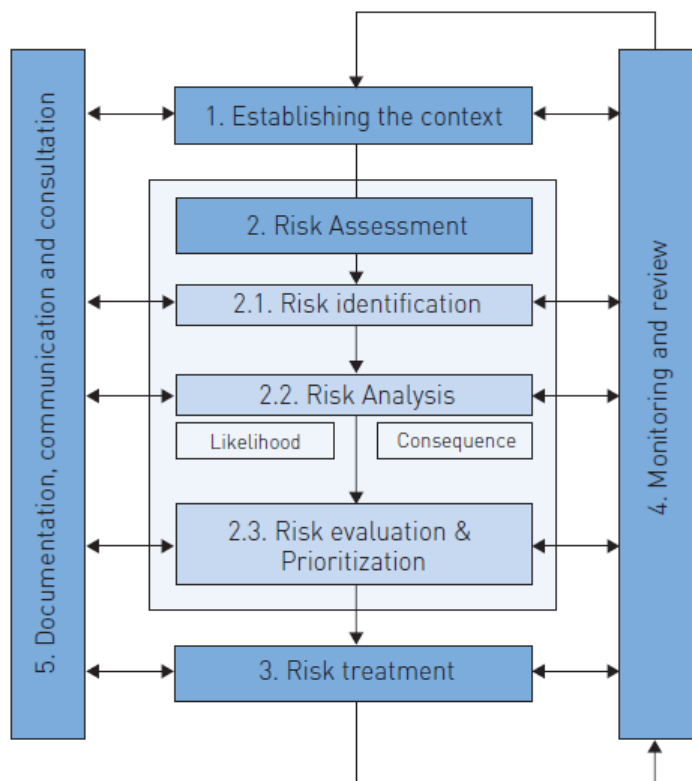 1. Establishing the context
2. Risk Assessment
2.1. Risk identification
2.2. Risk Analysis
Likelihood
Consequence
2.3. Risk evaluation &
Prioritization
3. Risk treatment
4. Monitoring and review
5. Documentation, communication and consultation